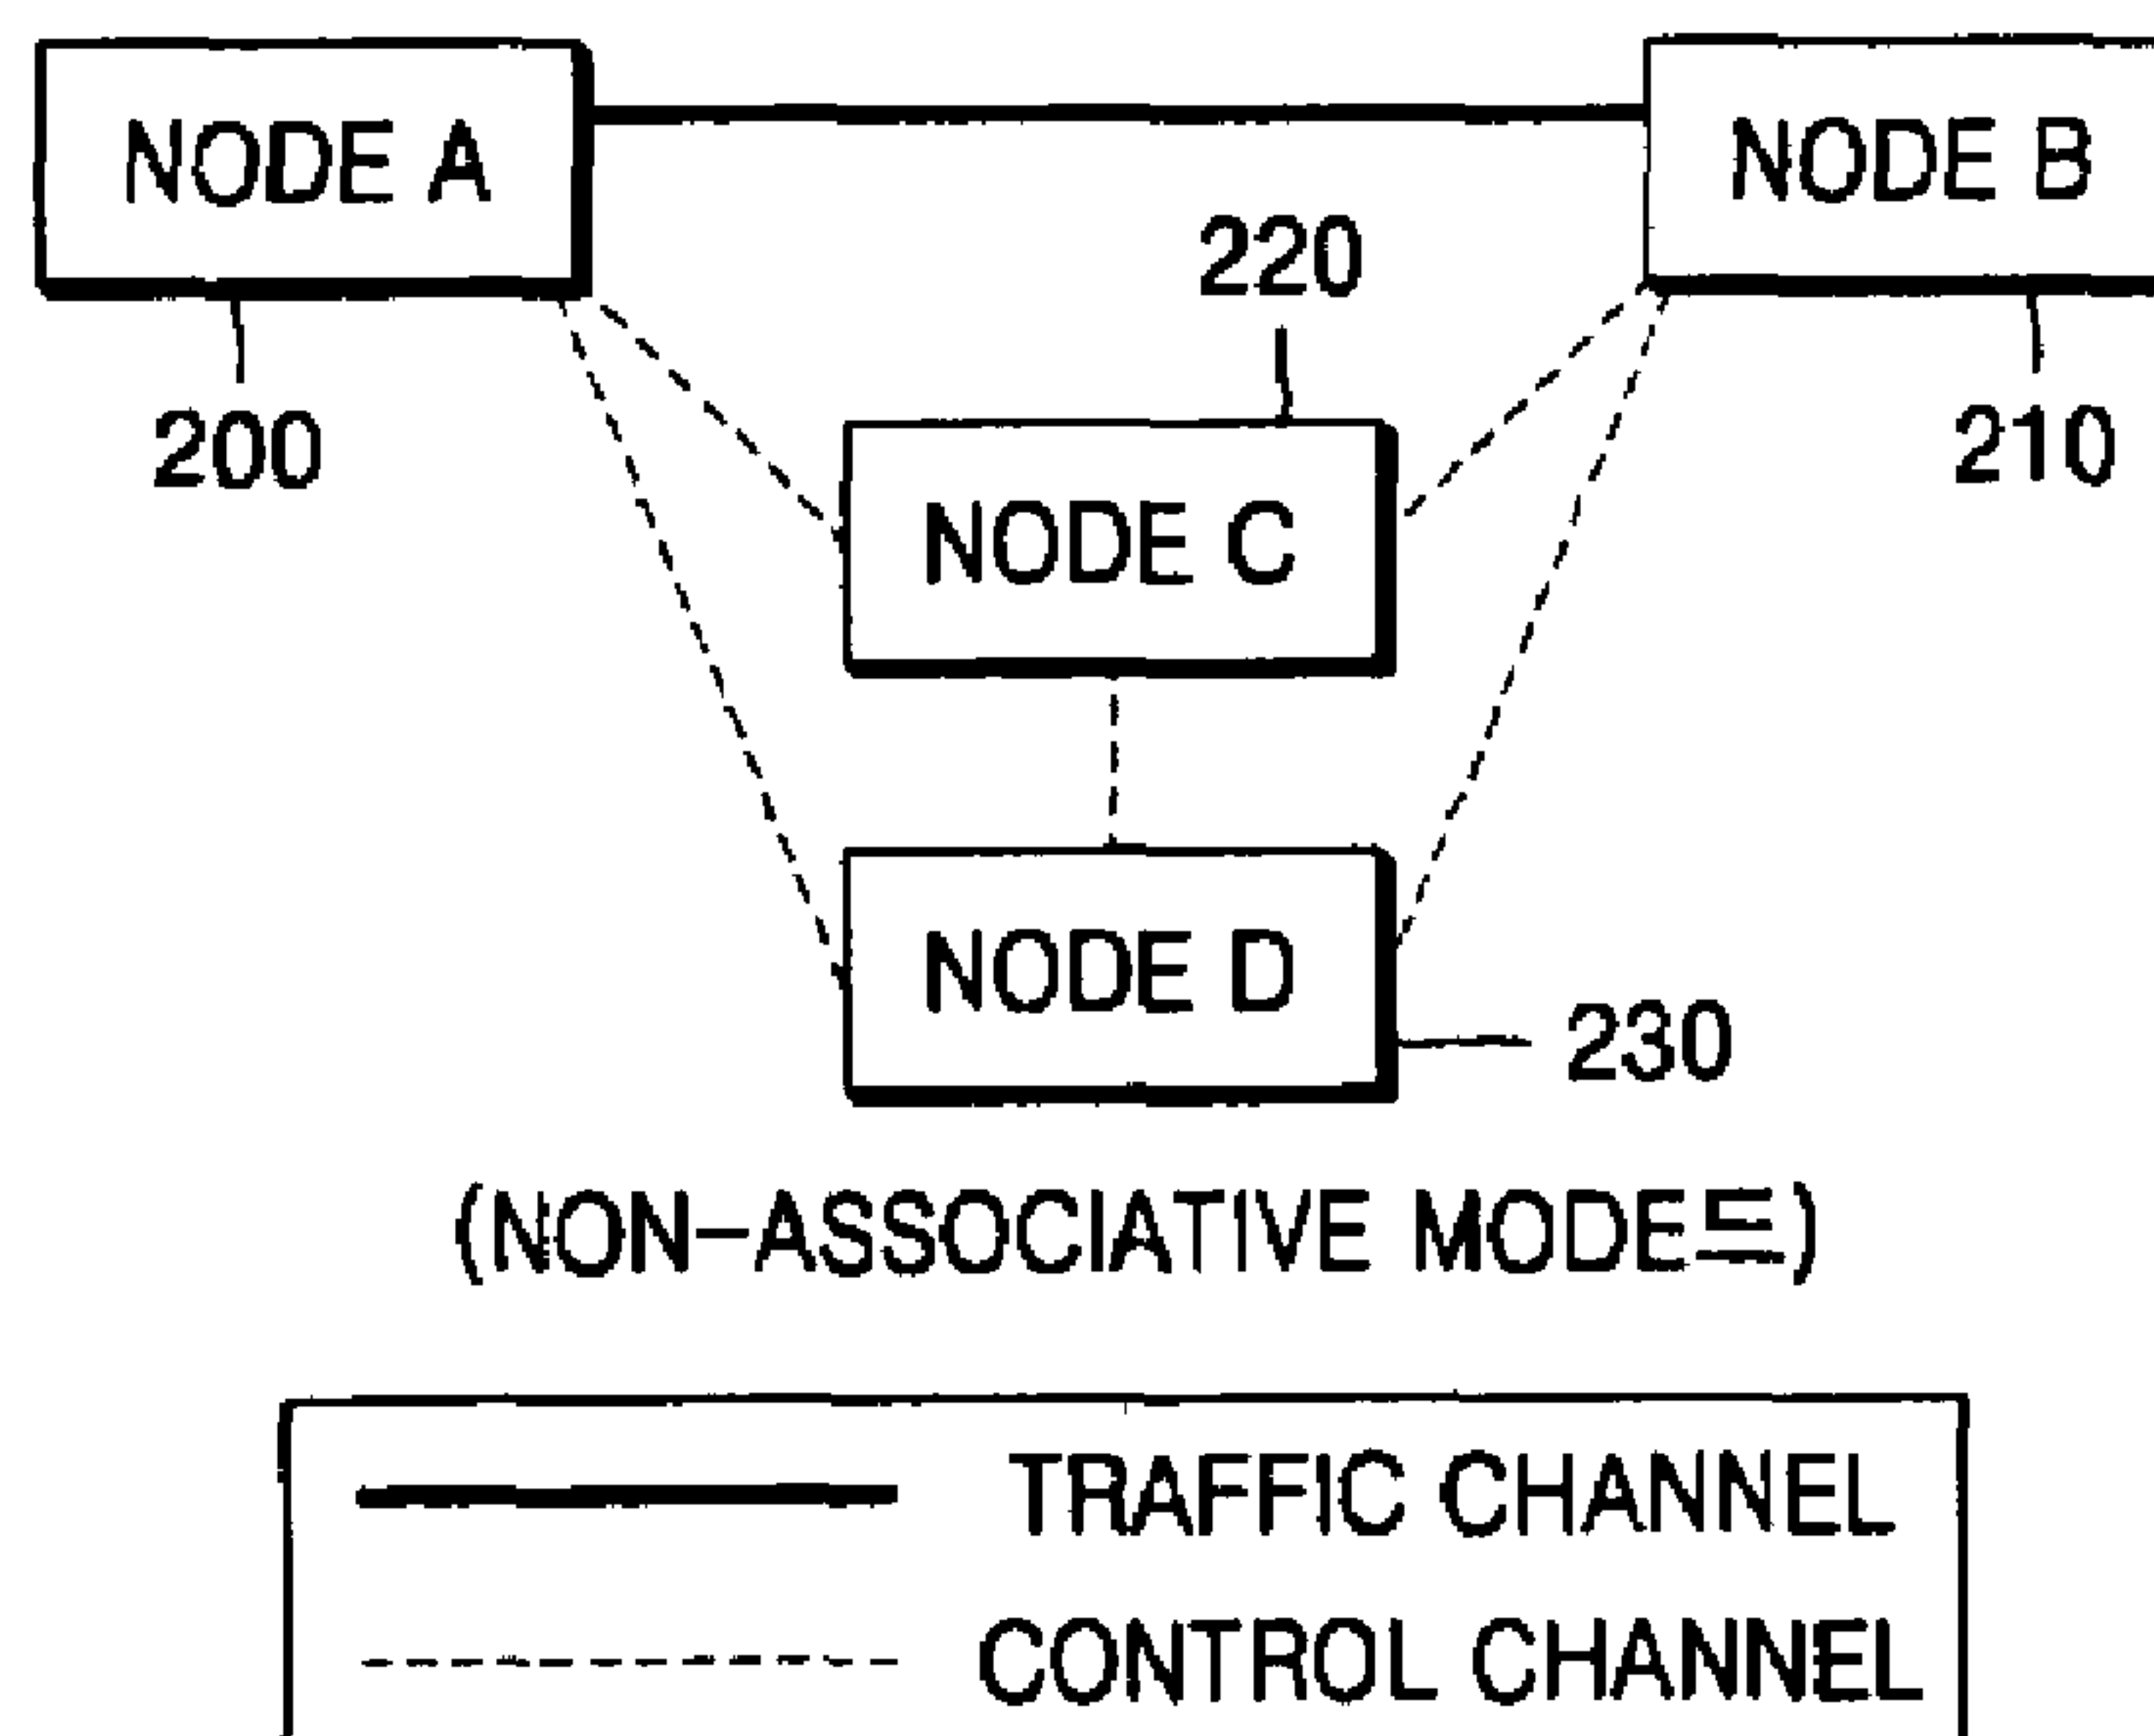 NODE A
NODE B
220
200
210
NODE C
NODE D
230
(NON-ASSOCIATIVE MODE드)
TRAFFIC CHANNEL
CONTROL CHANNEL